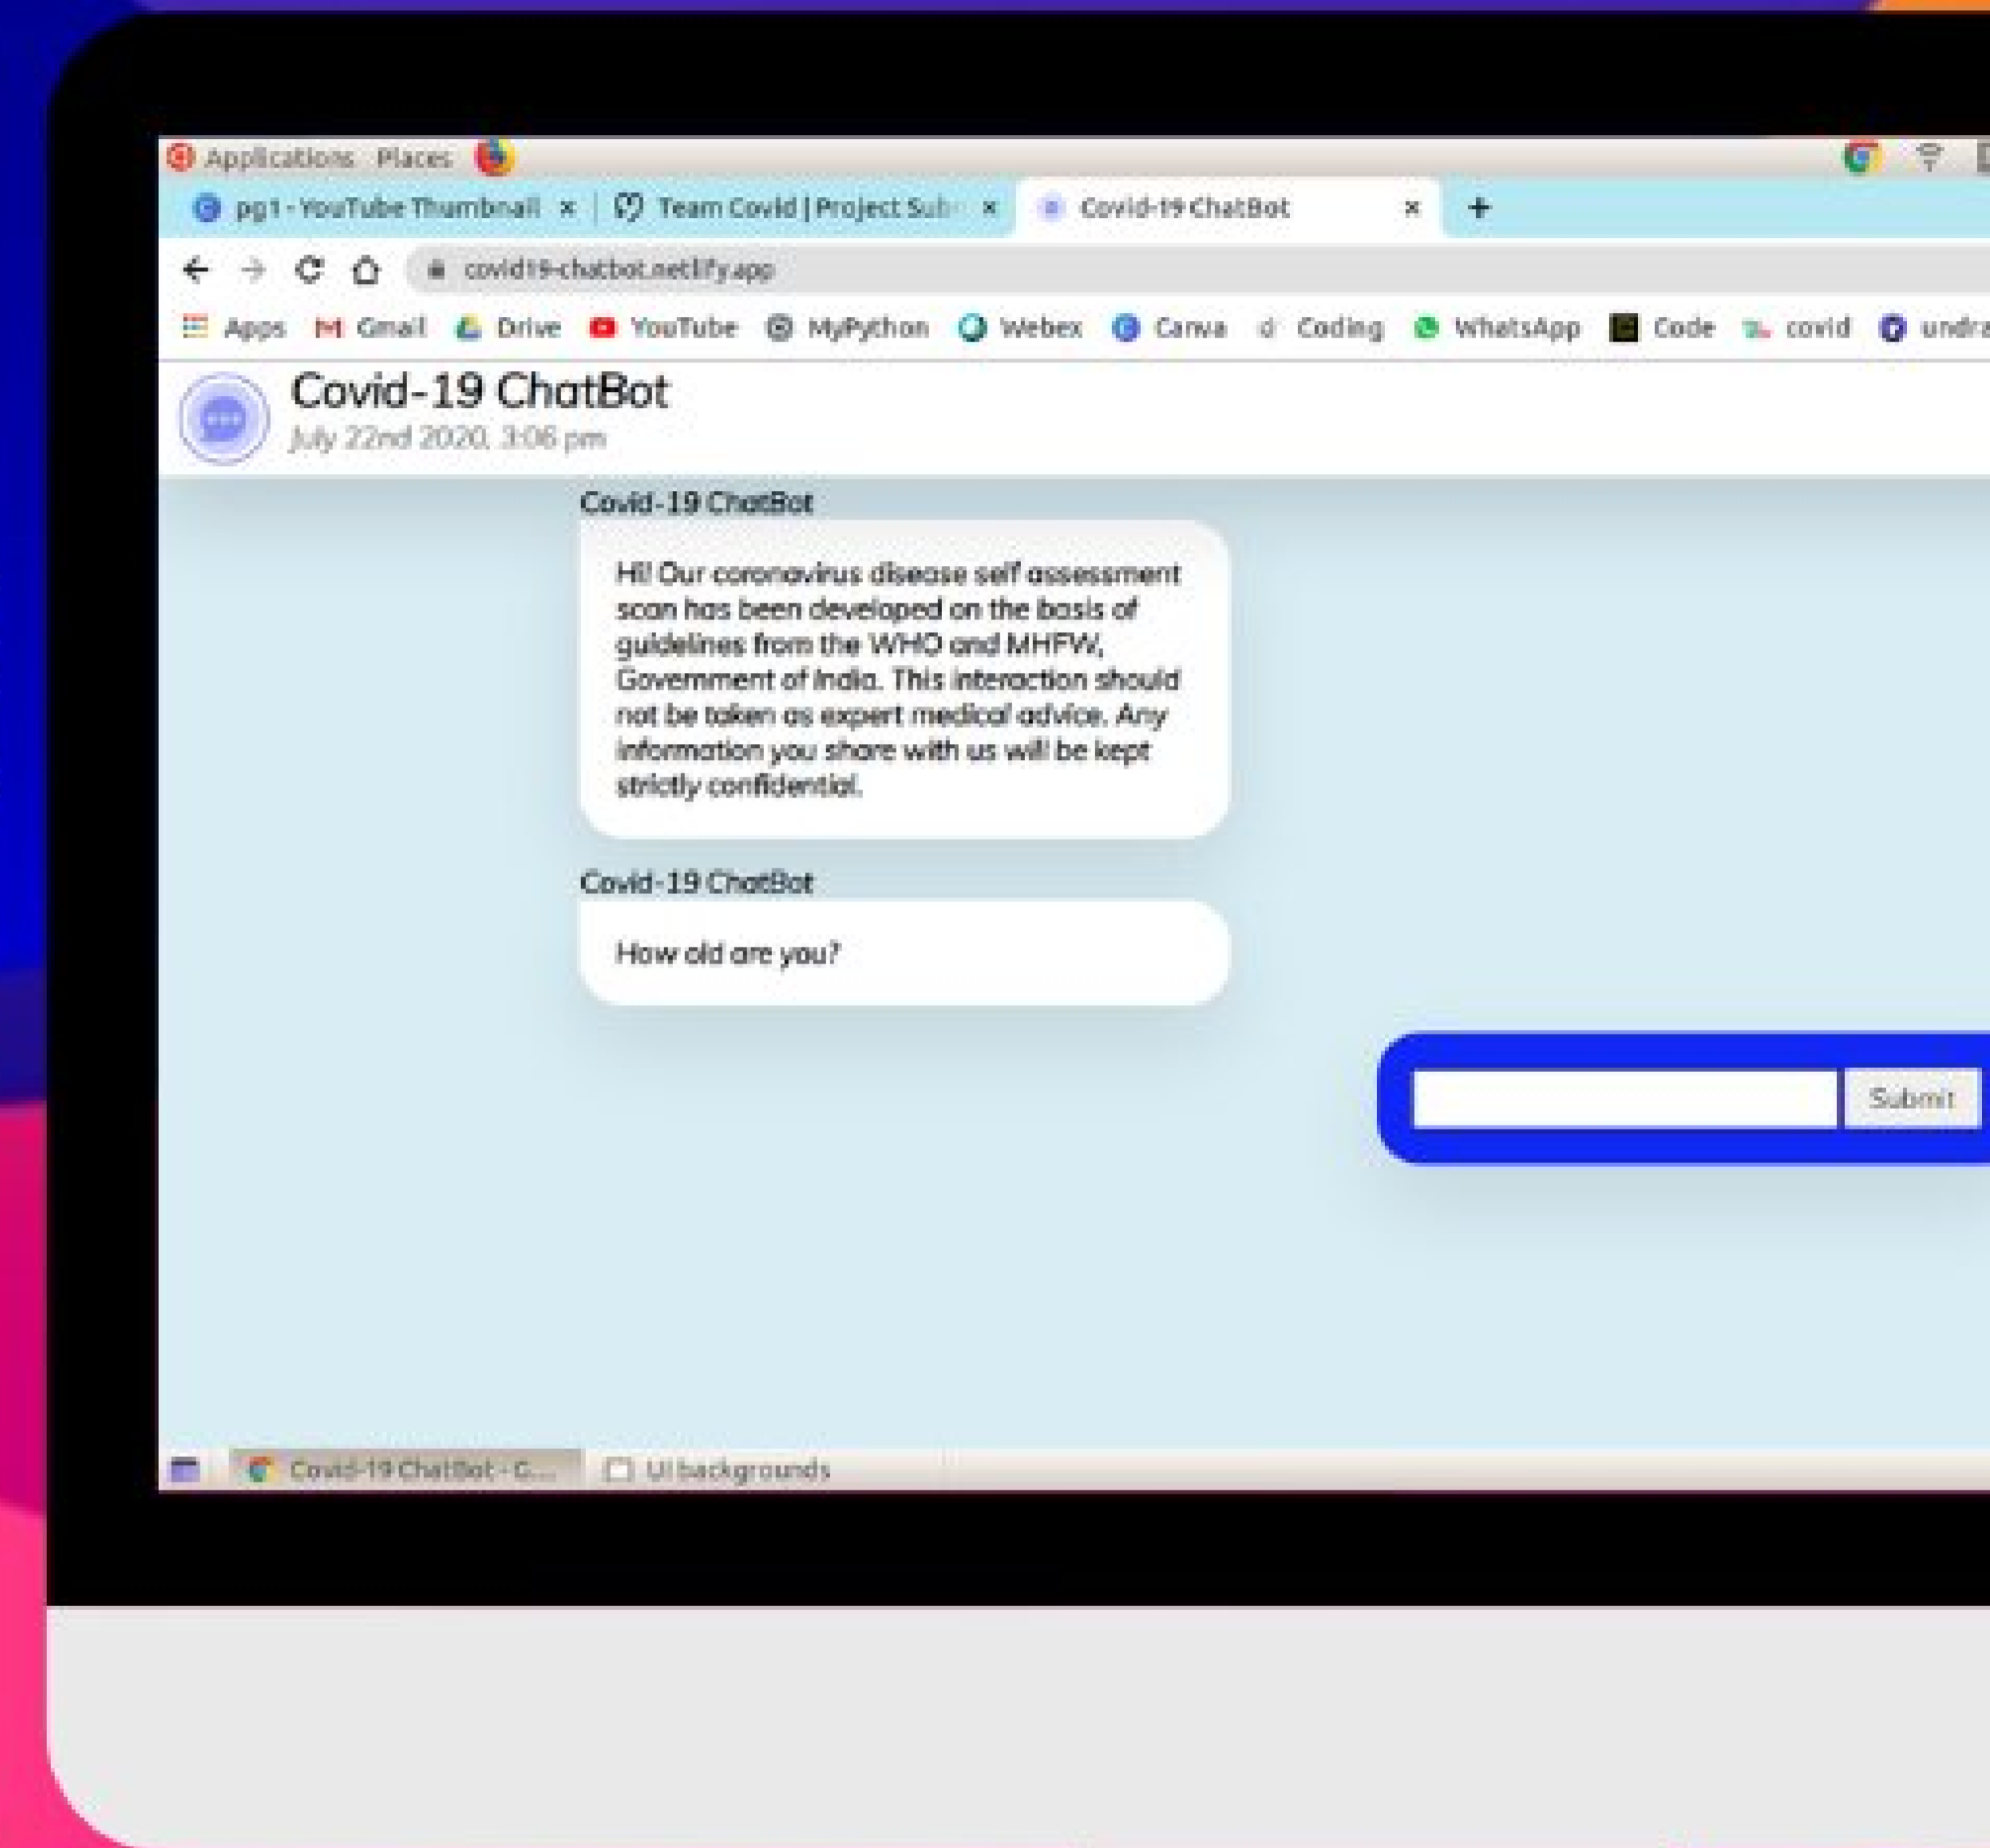 Applications Places
pg1 - YouTube Thumbnail × Team Covid | Project Sub × Covid-19 ChatBot × +
covid19-chatbot.netlify.app
Apps Gmail Drive YouTube MyPython Webex Canva Coding WhatsApp Code covid undra
Covid-19 ChatBot
July 22nd 2020, 3:06 pm
Covid-19 ChatBot
Hi! Our coronavirus disease self assessment
scan has been developed on the basis of
guidelines from the WHO and MHFW,
Government of India. This interaction should
not be taken as expert medical advice. Any
information you share with us will be kept
strictly confidential.
Covid-19 ChatBot
How old are you?
Submit
Covid-19 ChatBot - G... UI backgrounds